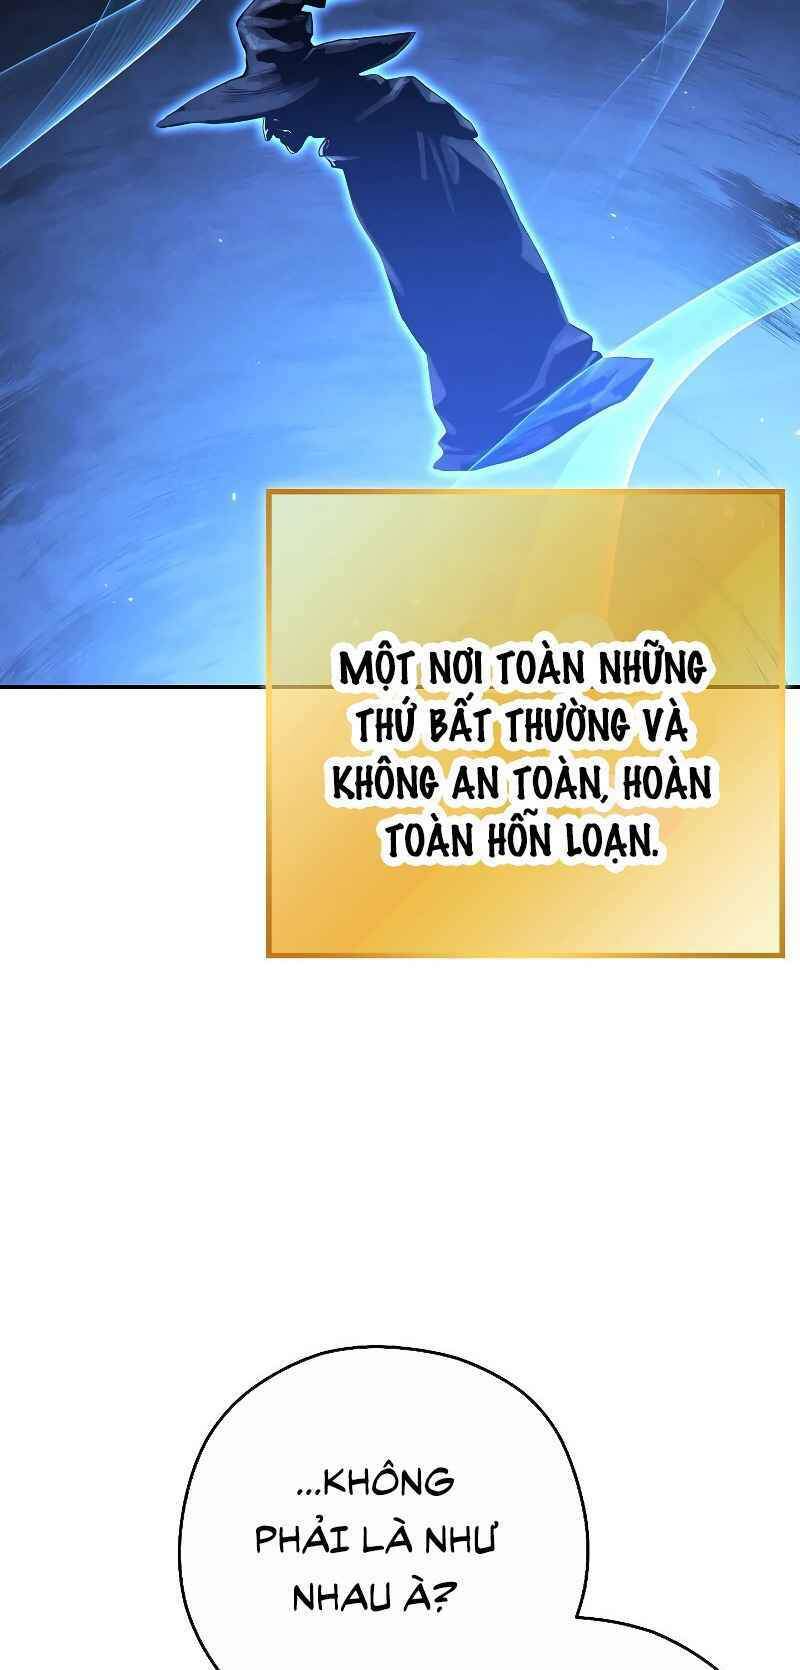 MỘT NƠI TOÀN NHỮNG
THỨ BẤT THƯỜNG VÀ
KHÔNG AN TOÀN, HOÀN
TOÀN HỖN LOẠN.
...KHÔNG
PHẢI LÀ NHƯ
NHAU À?